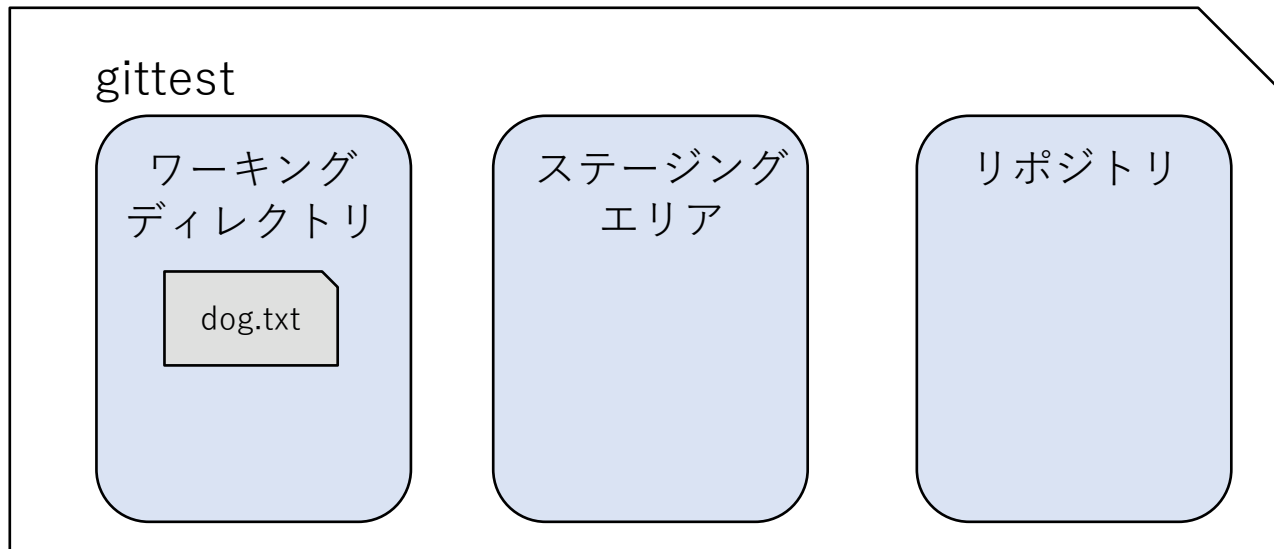 gittest
ワーキング
ディレクトリ
ステージング
エリア
リポジトリ
dog.txt